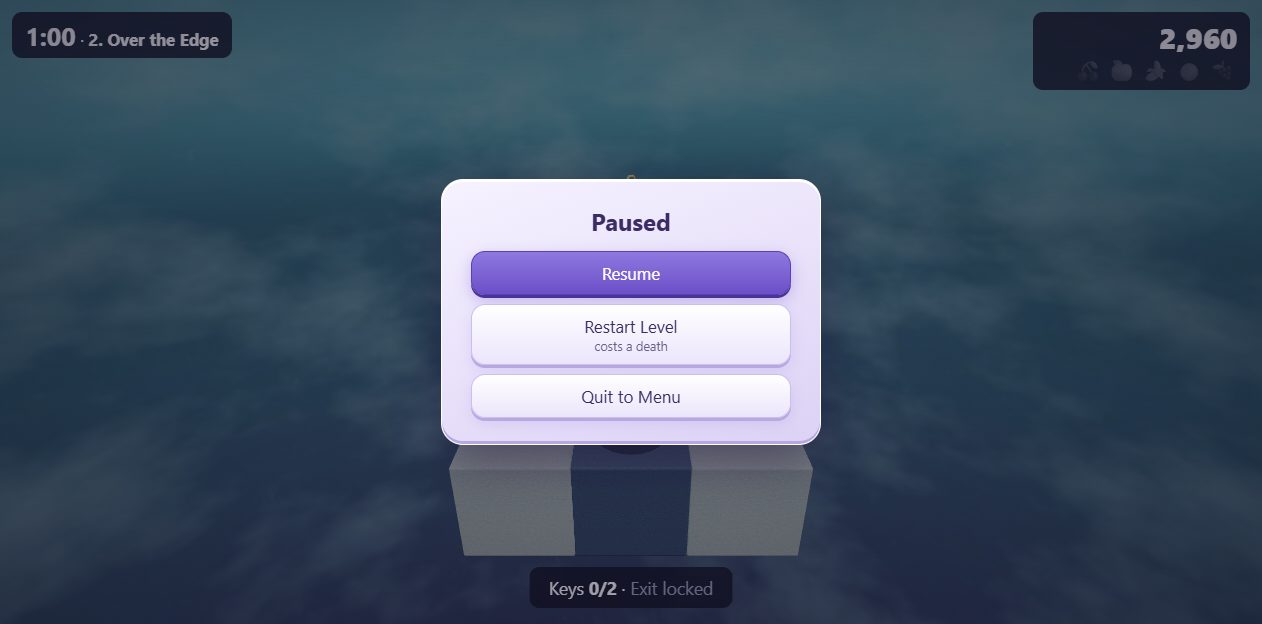 1:00 · 2. Over the Edge
2,960
Paused
Resume
Restart Level
costs a death
Quit to Menu
Keys 0/2 · Exit locked